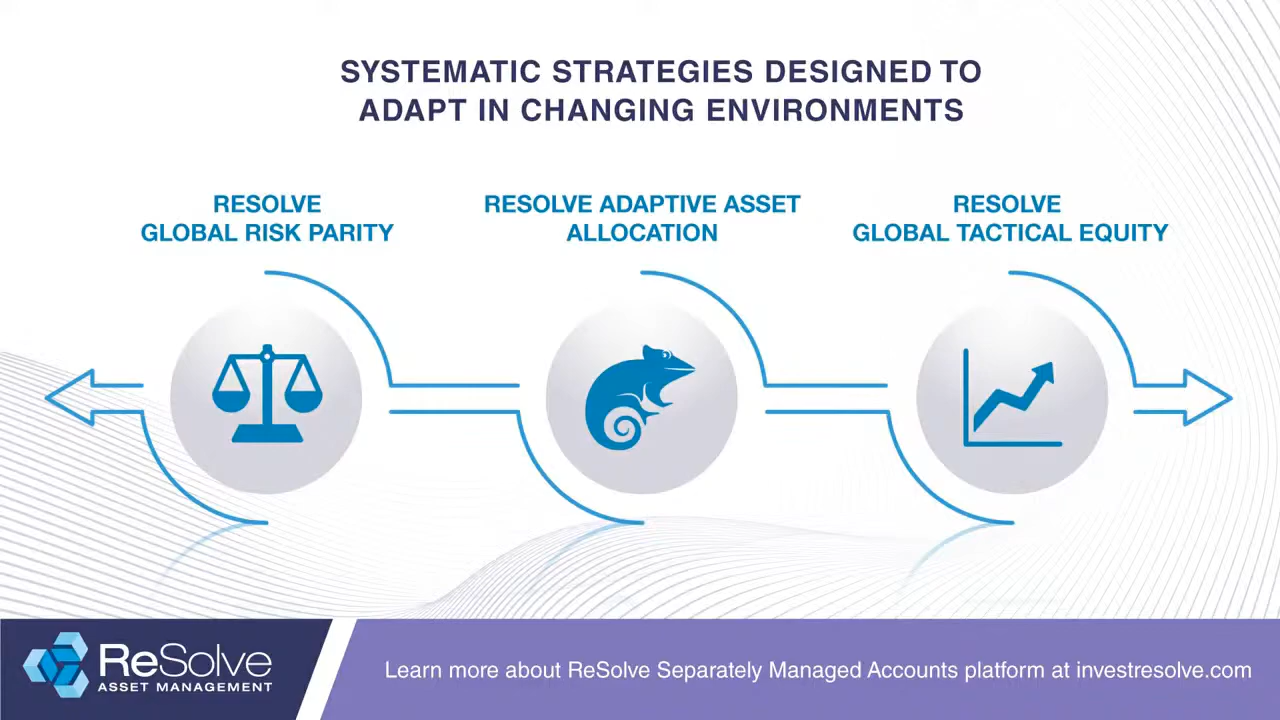 SYSTEMATIC STRATEGIES DESIGNED TO
ADAPT IN CHANGING ENVIRONMENTS
RESOLVE
GLOBAL RISK PARITY
RESOLVE ADAPTIVE ASSET
ALLOCATION
RESOLVE
GLOBAL TACTICAL EQUITY
ReSolve
ASSET MANAGEMENT
Learn more about ReSolve Separately Managed Accounts platform at investresolve.com